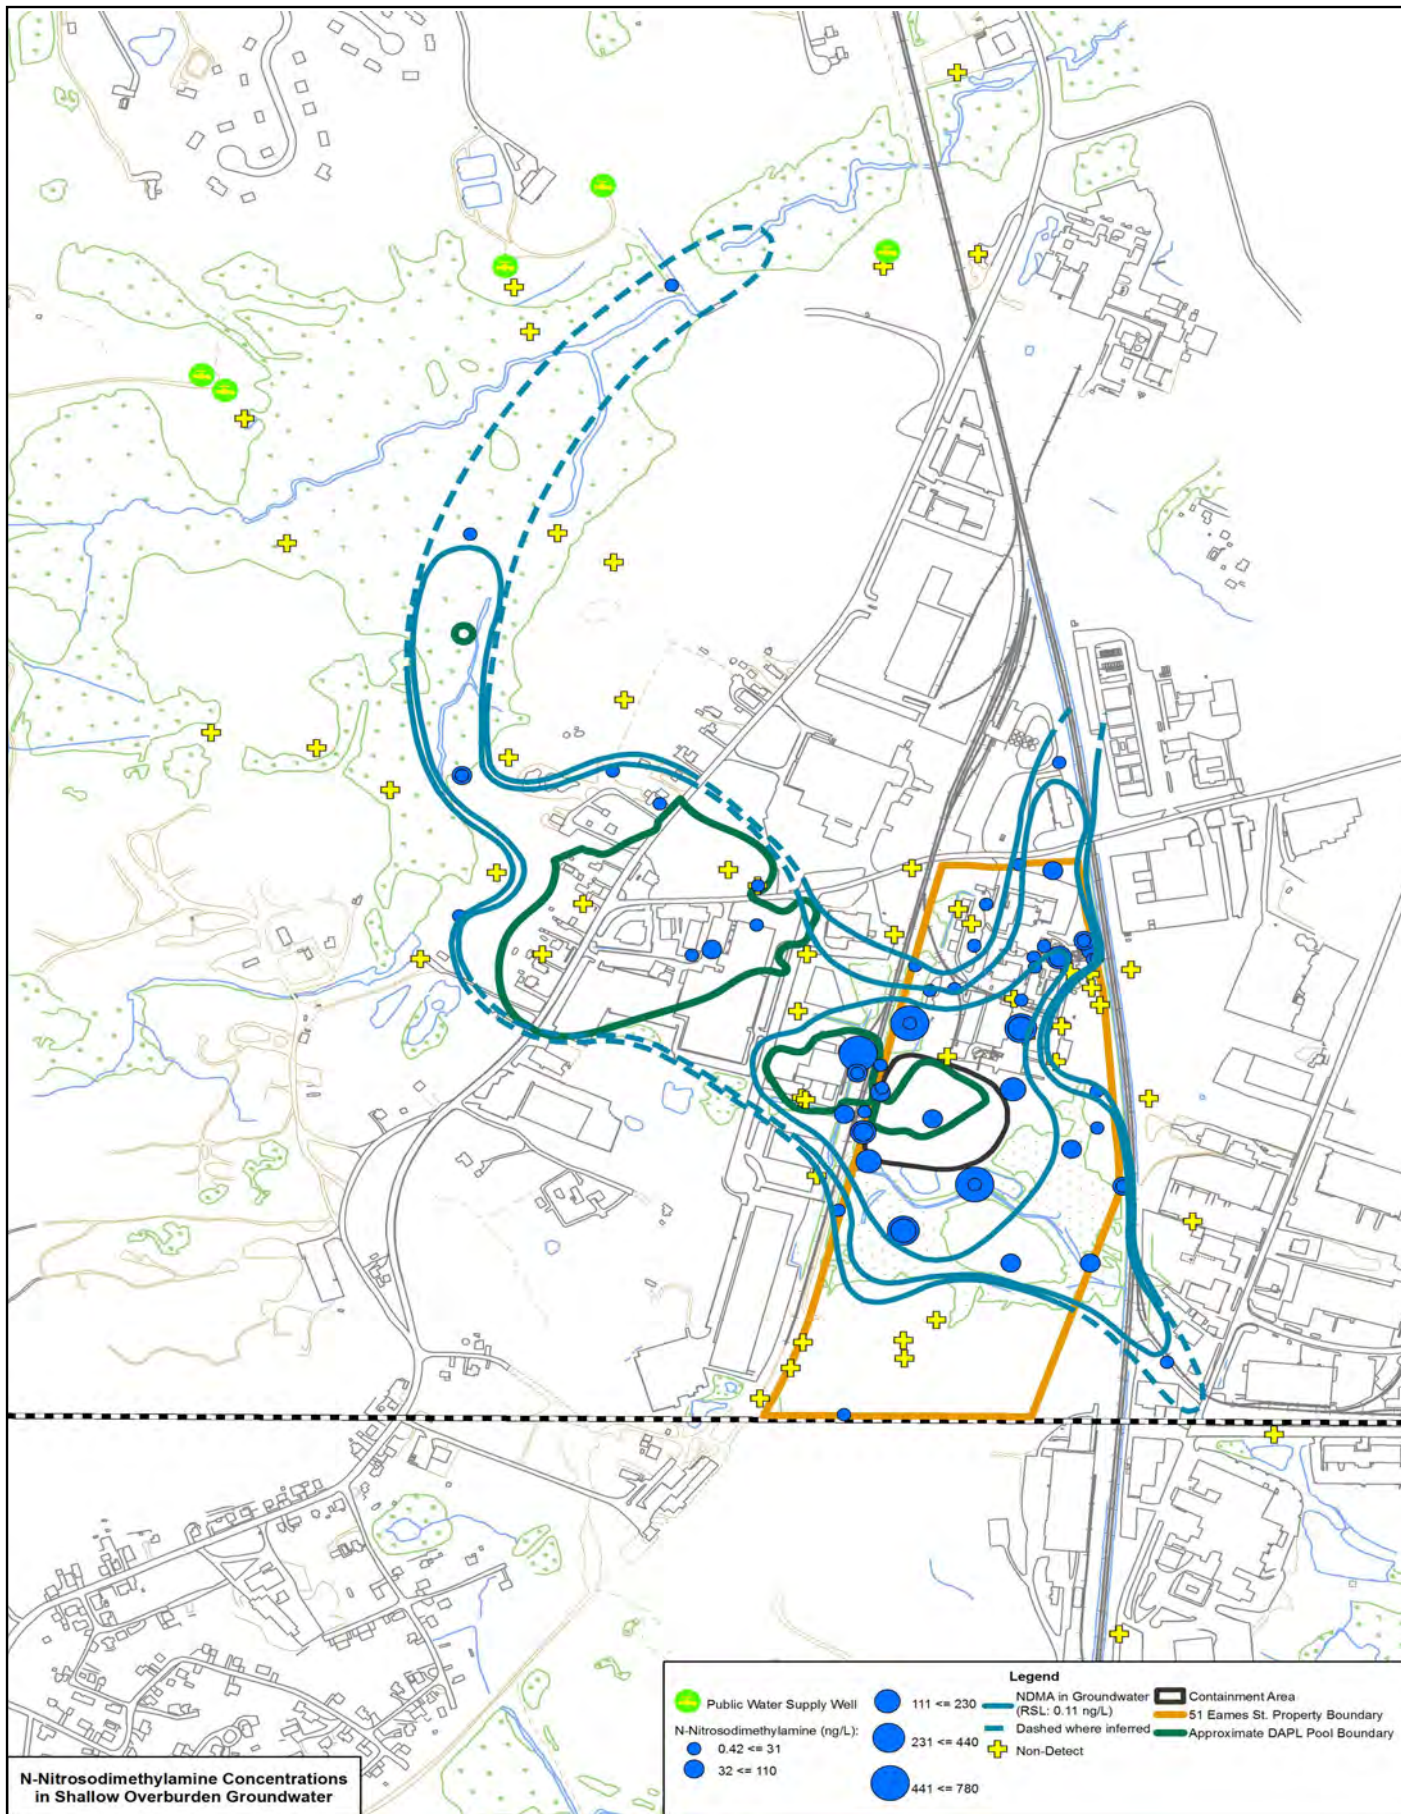 Legend
Public Water Supply Well
N-Nitrosodimethylamine (ng/L):
0.42 <= 31
32 <= 110
111 <= 230
231 <= 440
441 <= 780
NDMA in Groundwater
(RSL: 0.11 ng/L)
Dashed where inferred
Non-Detect
Containment Area
51 Eames St. Property Boundary
Approximate DAPL Pool Boundary
N-Nitrosodimethylamine Concentrations
in Shallow Overburden Groundwater